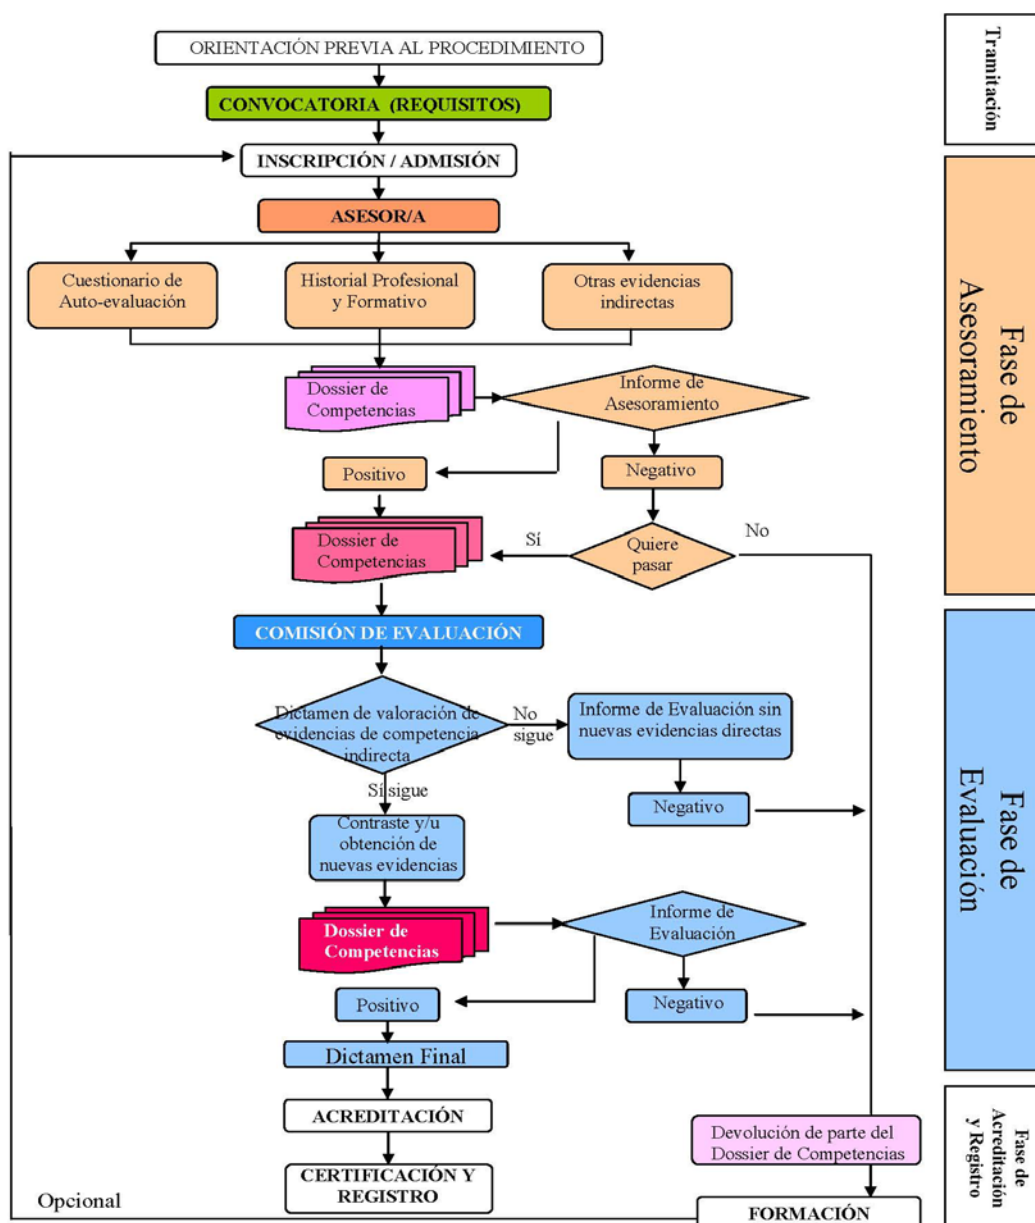 ORIENTACIÓN PREVIA AL PROCEDIMIENTO
CONVOCATORIA (REQUISITOS)
INSCRIPCIÓN / ADMISIÓN
ASESOR/A
Cuestionario de
Auto-evaluación
Historial Profesional
y Formativo
Otras evidencias
indirectas
Dossier de
Competencias
Informe de
Asesoramiento
Positivo
Negativo
Dossier de
Competencias
Sí
Quiere
pasar
No
COMISIÓN DE EVALUACIÓN
Dictamen de valoración de
evidencias de competencia
indirecta
No
sigue
Informe de Evaluación sin
nuevas evidencias directas
Sí sigue
Negativo
Contraste y/u
obtención de
nuevas evidencias
Dossier de
Competencias
Informe de
Evaluación
Positivo
Negativo
Dictamen Final
ACREDITACIÓN
Devolución de parte del
Dossier de Competencias
CERTIFICACIÓN Y
REGISTRO
Opcional
FORMACIÓN
Tramitación
Fase de
Asesoramiento
Fase de
Evaluación
Fase de
Acreditación
y Registro